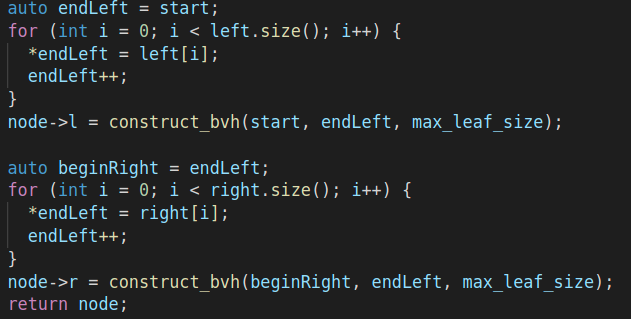 auto endLeft = start;
for (int i = 0; i < left.size(); i++) {
  *endLeft = left[i];
  endLeft++;
}
node->l = construct_bvh(start, endLeft, max_leaf_size);

auto beginRight = endLeft;
for (int i = 0; i < right.size(); i++) {
  *endLeft = right[i];
  endLeft++;
}
node->r = construct_bvh(beginRight, endLeft, max_leaf_size);
return node;